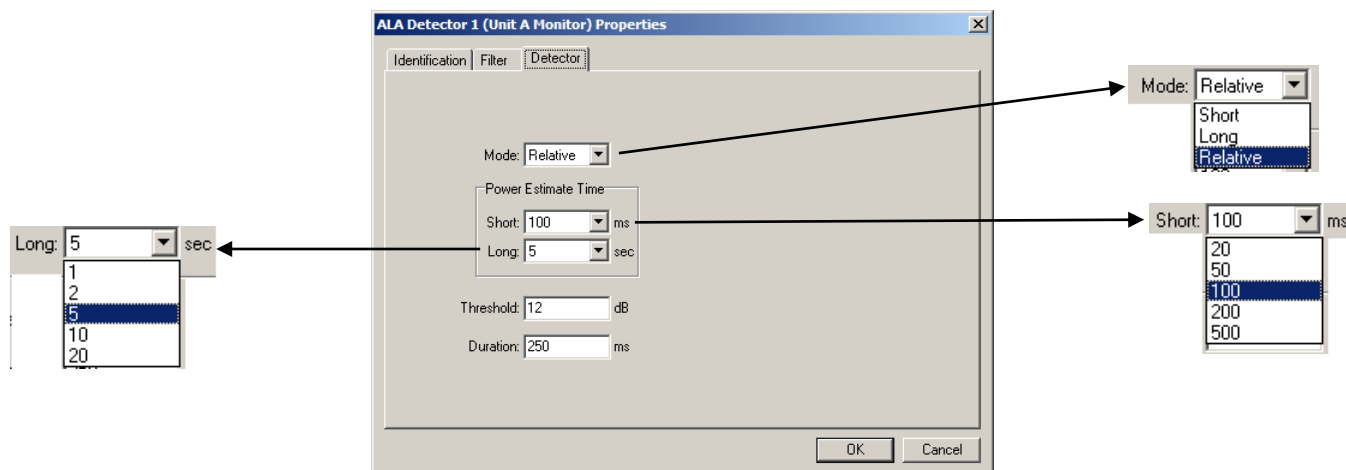 ALA Detector 1 (Unit A Monitor) Properties
Identification Filter Detector
Mode: Relative
Power Estimate Time
Short: 100 ms
Long: 5 sec
Threshold: 12 dB
Duration: 250 ms
OK Cancel
Mode: Relative
Short
Long
Relative
Short: 100 ms
20
50
100
200
500
Long: 5 sec
1
2
5
10
20